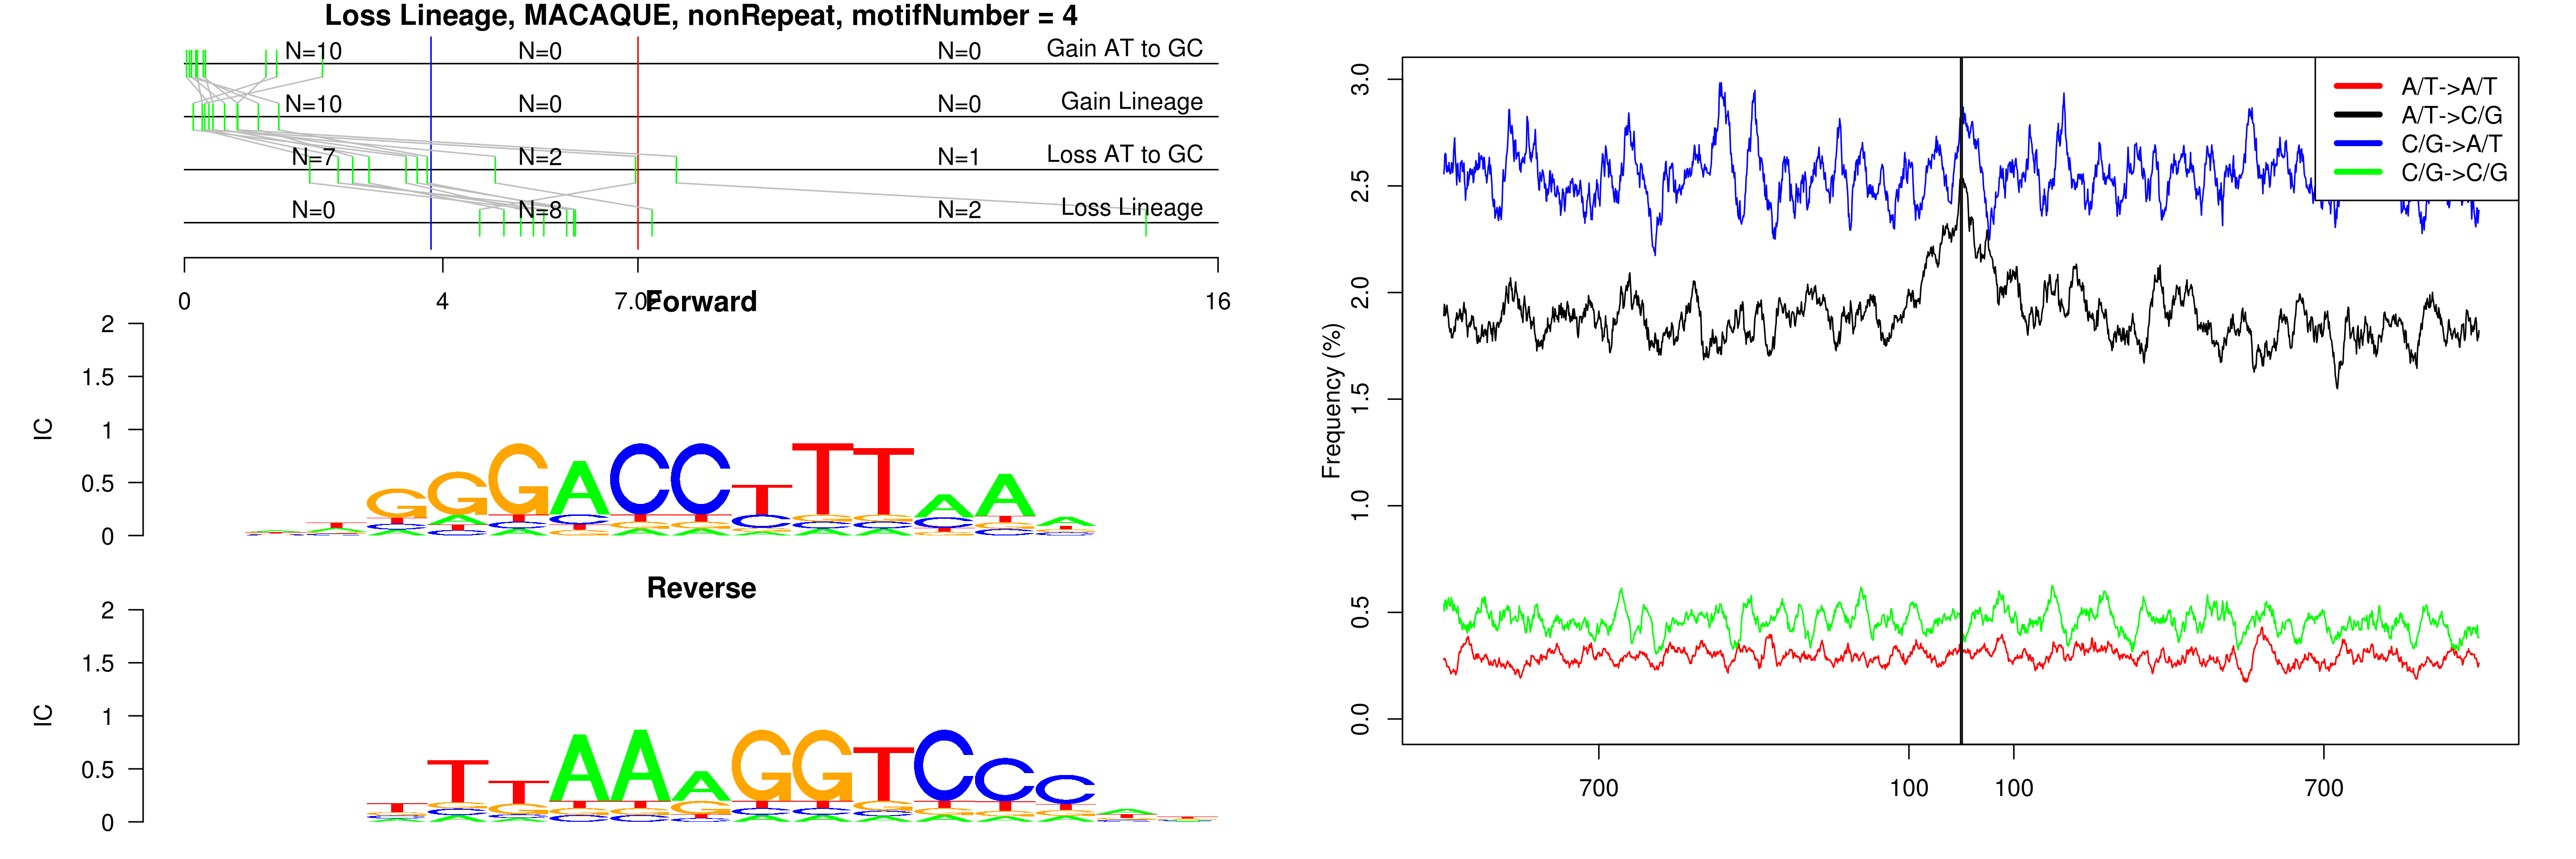 Loss Lineage, MACAQUE, nonRepeat, motifNumber = 4
N=10 N=0 N=0 Gain AT to GC
N=10 N=0 N=0 Gain Lineage
N=7 N=2 N=1 Loss AT to GC
N=0 N=8 N=2 Loss Lineage
0 4 7.02 16
Forward
IC
2
1.5
1
0.5
0
GGGACCTTTAAA
Reverse
IC
2
1.5
1
0.5
0
TTTAAAGGTCCC
Frequency (%)
3.0
2.5
2.0
1.5
1.0
0.5
0.0
700 100 100 700
A/T->A/T
A/T->C/G
C/G->A/T
C/G->C/G